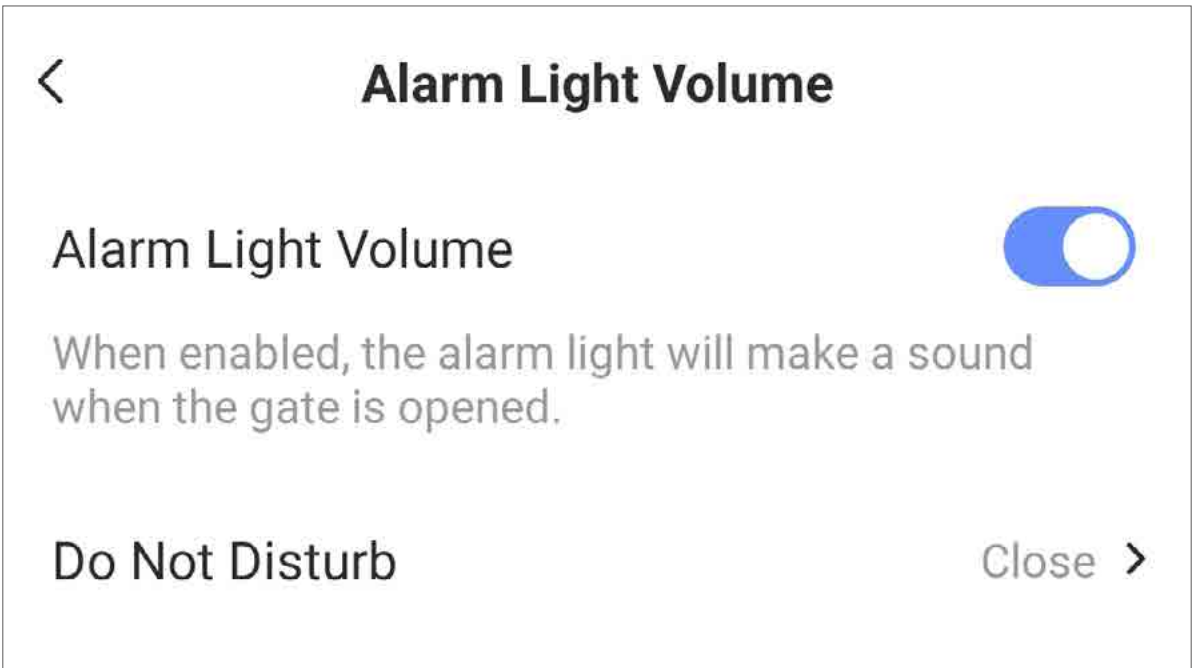 Alarm Light Volume
Alarm Light Volume
When enabled, the alarm light will make a sound
when the gate is opened.
Do Not Disturb Close